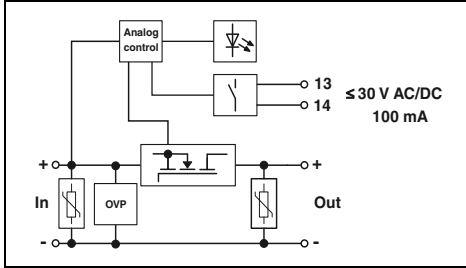 Analog
control
13
≤ 30 V AC/DC
14
100 mA
+
+
In
OVP
Out
-
-